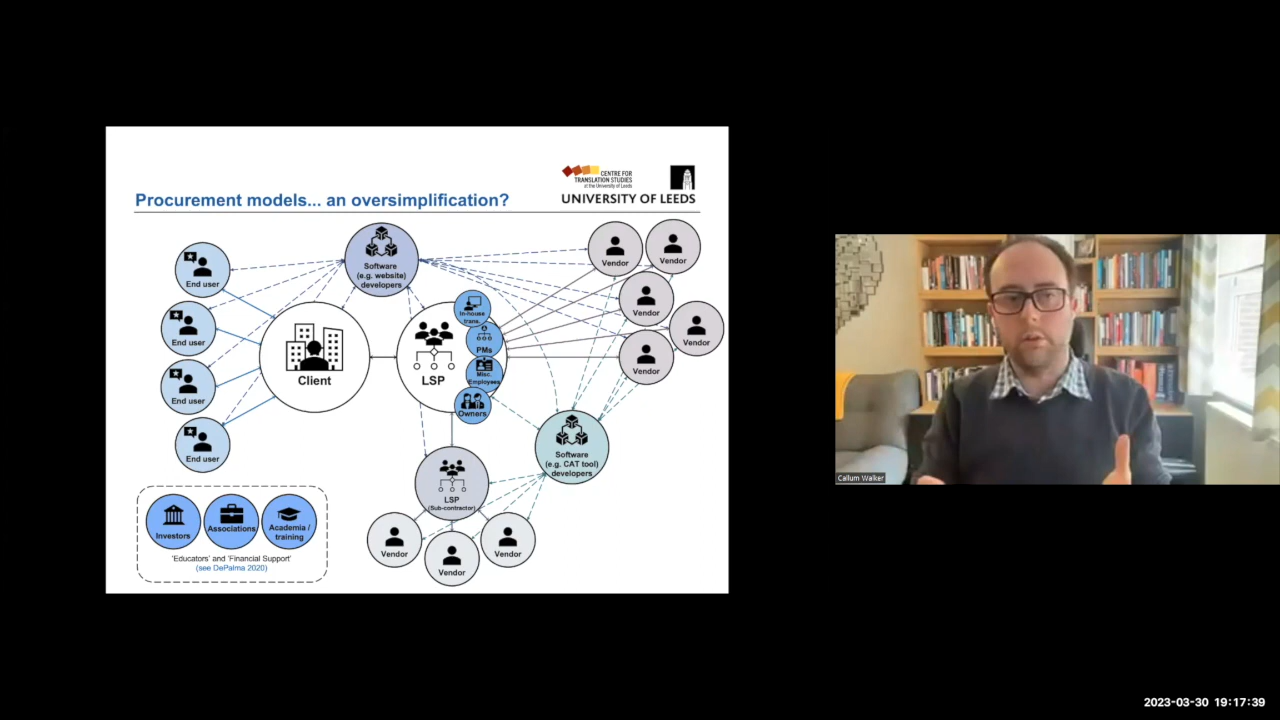 CENTRE FOR
TRANSLATION STUDIES
at the University of Leeds
UNIVERSITY OF LEEDS
Procurement models... an oversimplification?
End user
End user
End user
End user
Software
(e.g. website)
developers
Client
LSP
In-house
trans.
PMs
Misc.
Employees
Owners
Vendor
Vendor
Vendor
Vendor
Vendor
Software
(e.g. CAT tool)
developers
LSP
(Sub-contractor)
Vendor
Vendor
Vendor
Investors
Associations
Academia /
training
'Educators' and 'Financial Support'
(see DePalma 2020)
Callum Walker
2023-03-30 19:17:39